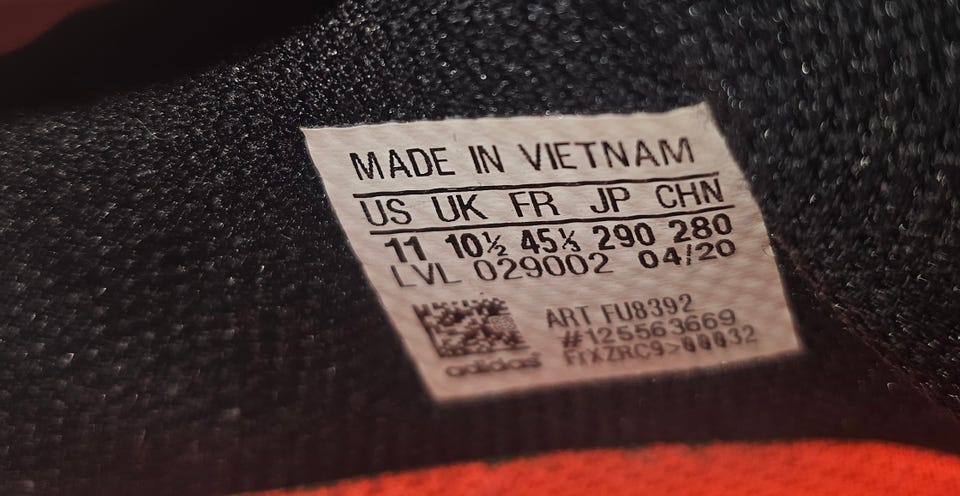 MADE IN VIETNAM
US UK FR JP CHN
11 10½ 45⅓ 290 280
LVL 029002 04/20
ART FU8392
#125563669
adidas